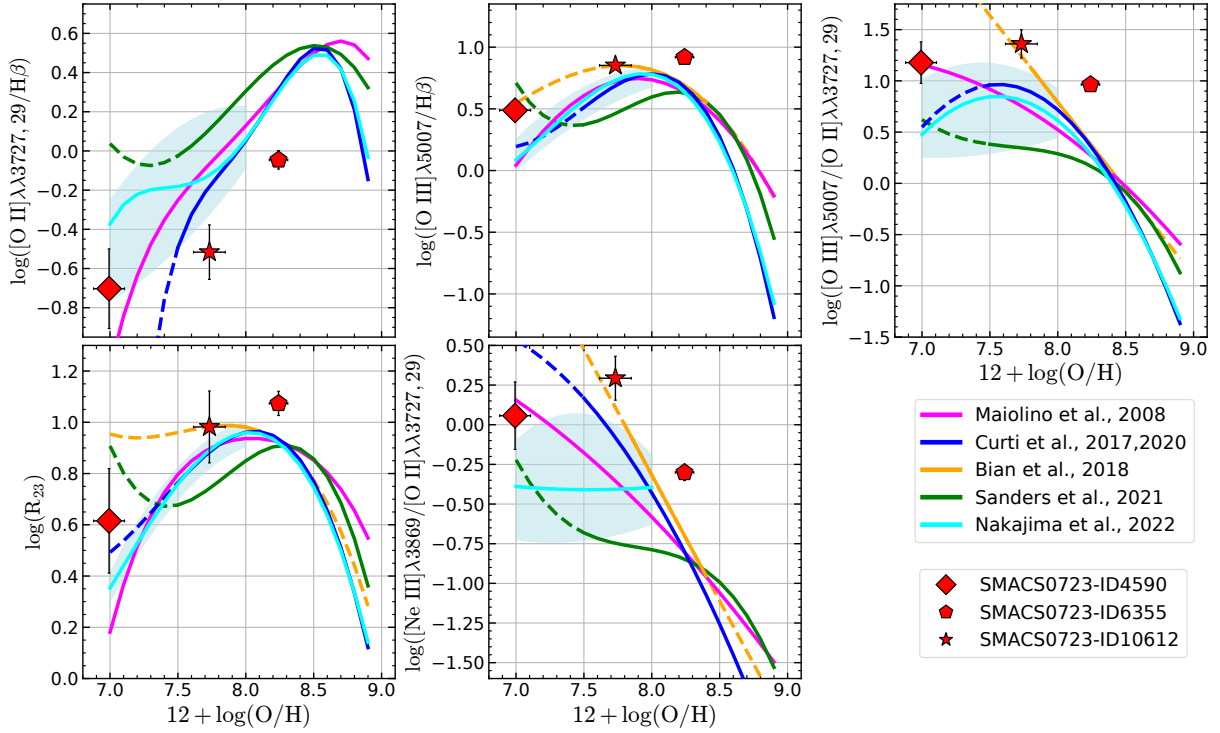 log([O II]λλ3727, 29/Hβ)
0.6
0.4
0.2
0.0
−0.2
−0.4
−0.6
−0.8
log([O III]λ5007/Hβ)
1.0
0.5
0.0
−0.5
−1.0
log([O III]λ5007/[O II]λλ3727, 29)
1.5
1.0
0.5
0.0
−0.5
−1.0
−1.5
7.0 7.5 8.0 8.5 9.0
12 + log(O/H)
log(R23)
1.2
1.0
0.8
0.6
0.4
0.2
0.0
7.0 7.5 8.0 8.5 9.0
12 + log(O/H)
log([Ne III]λ3869/[O II]λλ3727, 29)
0.50
0.25
0.00
−0.25
−0.50
−0.75
−1.00
−1.25
−1.50
7.0 7.5 8.0 8.5 9.0
12 + log(O/H)
Maiolino et al., 2008
Curti et al., 2017,2020
Bian et al., 2018
Sanders et al., 2021
Nakajima et al., 2022
SMACS0723-ID4590
SMACS0723-ID6355
SMACS0723-ID10612